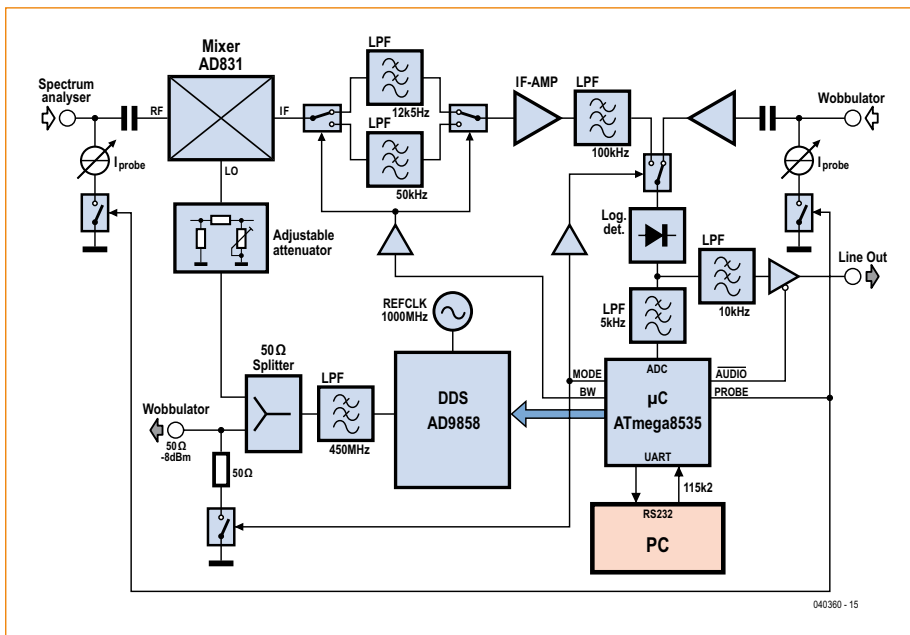 Mixer
AD831
Spectrum
analyser
RF
IF
LO
I probe
LPF
12k5Hz
LPF
50kHz
IF-AMP
LPF
100kHz
Wobbulator
I probe
Adjustable
attenuator
Log.
det.
LPF
10kHz
Line Out
LPF
5kHz
REFCLK
1000MHz
50Ω
Splitter
LPF
450MHz
DDS
AD9858
MODE
BW
ADC
µC
ATmega8535
UART
AUDIO
PROBE
Wobbulator
50Ω
-8dBm
50Ω
115k2
RS232
PC
040360 - 15